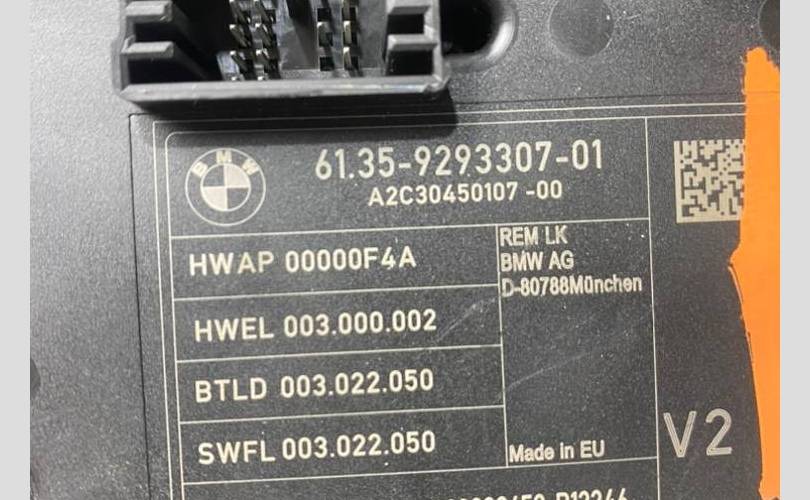 BMW
61.35-9293307-01
A2C30450107 -00
HWAP 00000F4A
REM LK
BMW AG
D-80788München
HWEL 003.000.002
BTLD 003.022.050
SWFL 003.022.050
Made in EU
V2